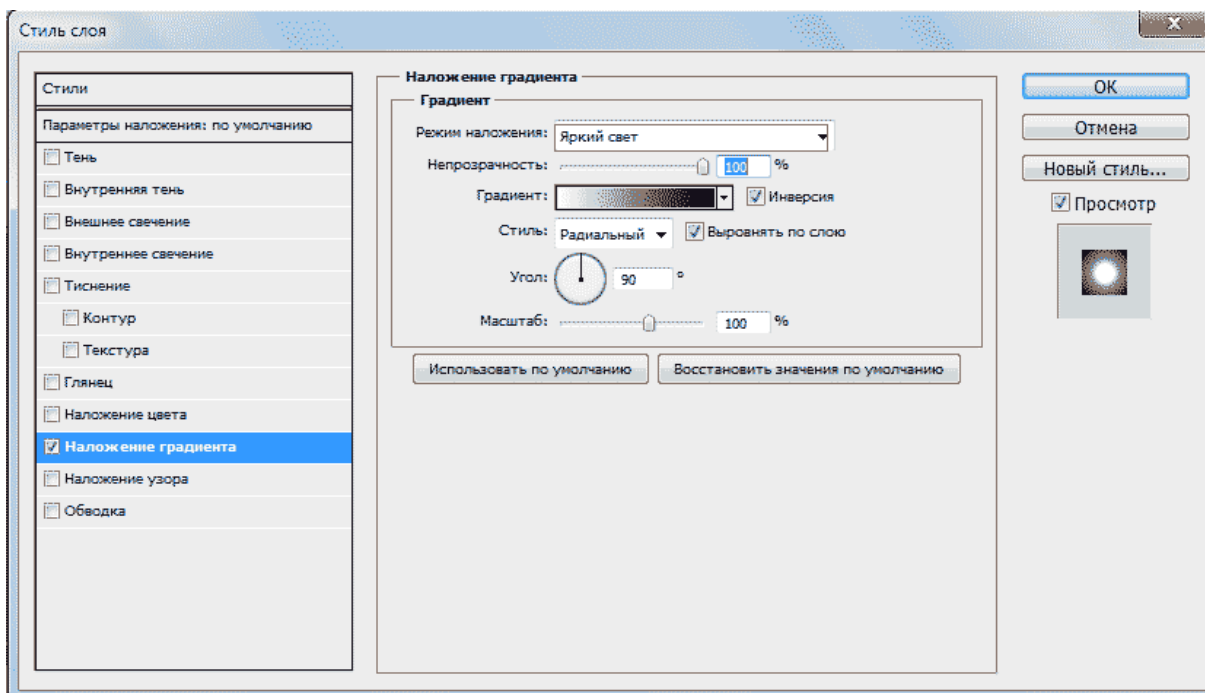 Стиль слоя
Стили
Параметры наложения: по умолчанию
Тень
Внутренняя тень
Внешнее свечение
Внутреннее свечение
Тиснение
Контур
Текстура
Глянец
Наложение цвета
Наложение градиента
Наложение узора
Обводка
Наложение градиента
Градиент
Режим наложения: Яркий свет
Непрозрачность: 100 %
Градиент: Инверсия
Стиль: Радиальный Выровнять по слою
Угол: 90 °
Масштаб: 100 %
Использовать по умолчанию Восстановить значения по умолчанию
ОК
Отмена
Новый стиль...
Просмотр